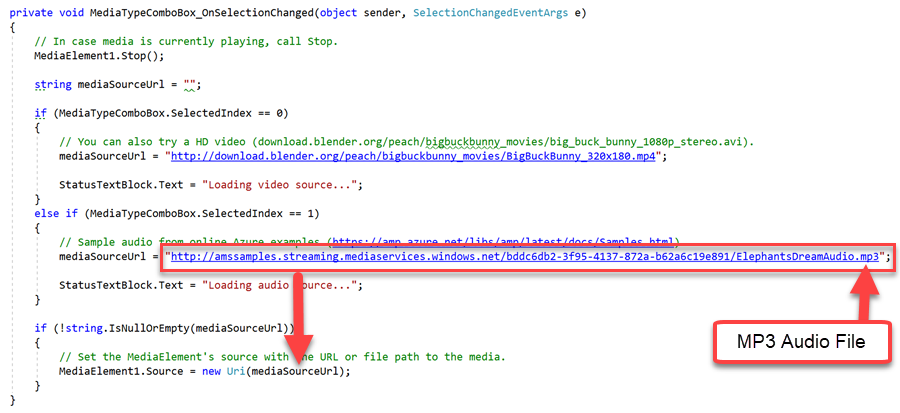 private void MediaTypeComboBox_OnSelectionChanged(object sender, SelectionChangedEventArgs e)
{
// In case media is currently playing, call Stop.
MediaElement1.Stop();
string mediaSourceUrl = "";
if (MediaTypeComboBox.SelectedIndex == 0)
{
// You can also try a HD video (download.blender.org/peach/bigbuckbunny_movies/big_buck_bunny_1080p_stereo.avi).
mediaSourceUrl = "http://download.blender.org/peach/bigbuckbunny_movies/BigBuckBunny_320x180.mp4";
StatusTextBlock.Text = "Loading video source...";
}
else if (MediaTypeComboBox.SelectedIndex == 1)
{
// Sample audio from online Azure examples (https://amp.azure.net/libs/amp/latest/docs/Samples.html)
mediaSourceUrl = "http://amssamples.streaming.mediaservices.windows.net/bddc6db2-3f95-4137-872a-b62a6c19e891/ElephantsDreamAudio.mp3";
StatusTextBlock.Text = "Loading audio source...";
}
if (!string.IsNullOrEmpty(mediaSourceUrl))
MP3 Audio File
{
// Set the MediaElement's source with the URL or file path to the media.
MediaElement1.Source = new Uri(mediaSourceUrl);
}
}